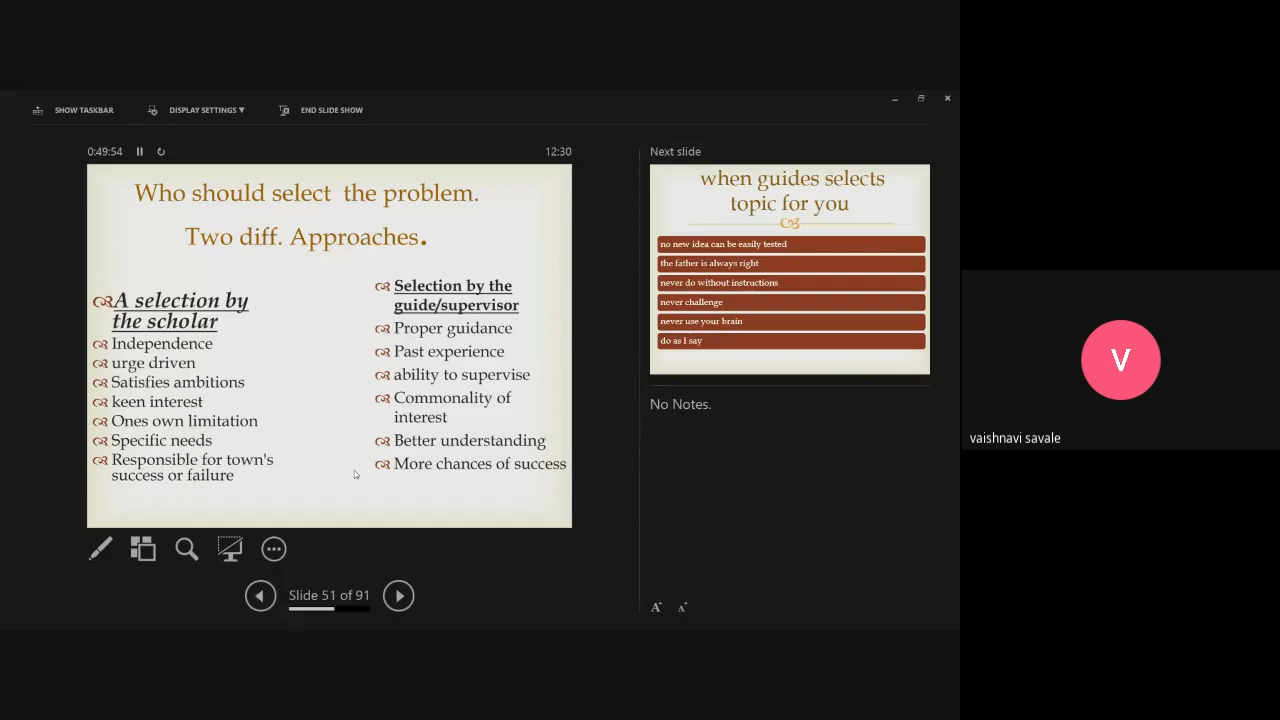 SHOW TASKBAR
DISPLAY SETTINGS ▼
END SLIDE SHOW
0:49:54
12:30
Who should select the problem.
Two diff. Approaches.
A selection by
the scholar
Independence
urge driven
Satisfies ambitions
keen interest
Ones own limitation
Specific needs
Responsible for town's
success or failure
Selection by the
guide/supervisor
Proper guidance
Past experience
ability to supervise
Commonality of
interest
Better understanding
More chances of success
Slide 51 of 91
Next slide
when guides selects
topic for you
no new idea can be easily tested
the father is always right
never do without instructions
never challenge
never use your brain
do as I say
No Notes.
A
A
V
vaishnavi savale